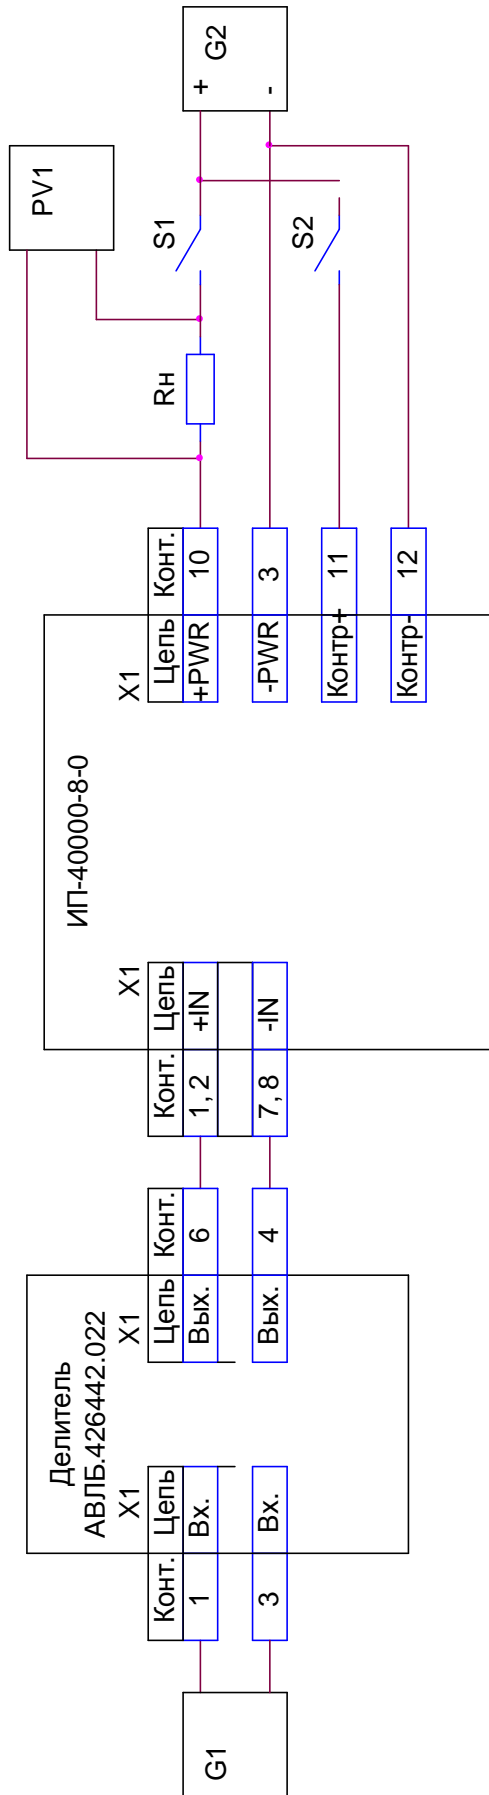 G1
Делитель
АВЛБ.426442.022
X1
Конт. Цепь
1 Вх.
3 Вх.
X1
Цепь Конт.
Вых. 6
Вых. 4
ИП-40000-8-0
X1
Конт. Цепь
1, 2 +IN
7, 8 -IN
X1
Цепь Конт.
+PWR 10
-PWR 3
Контр+ 11
Контр- 12
PV1
Rн
S1
S2
G2
+
-